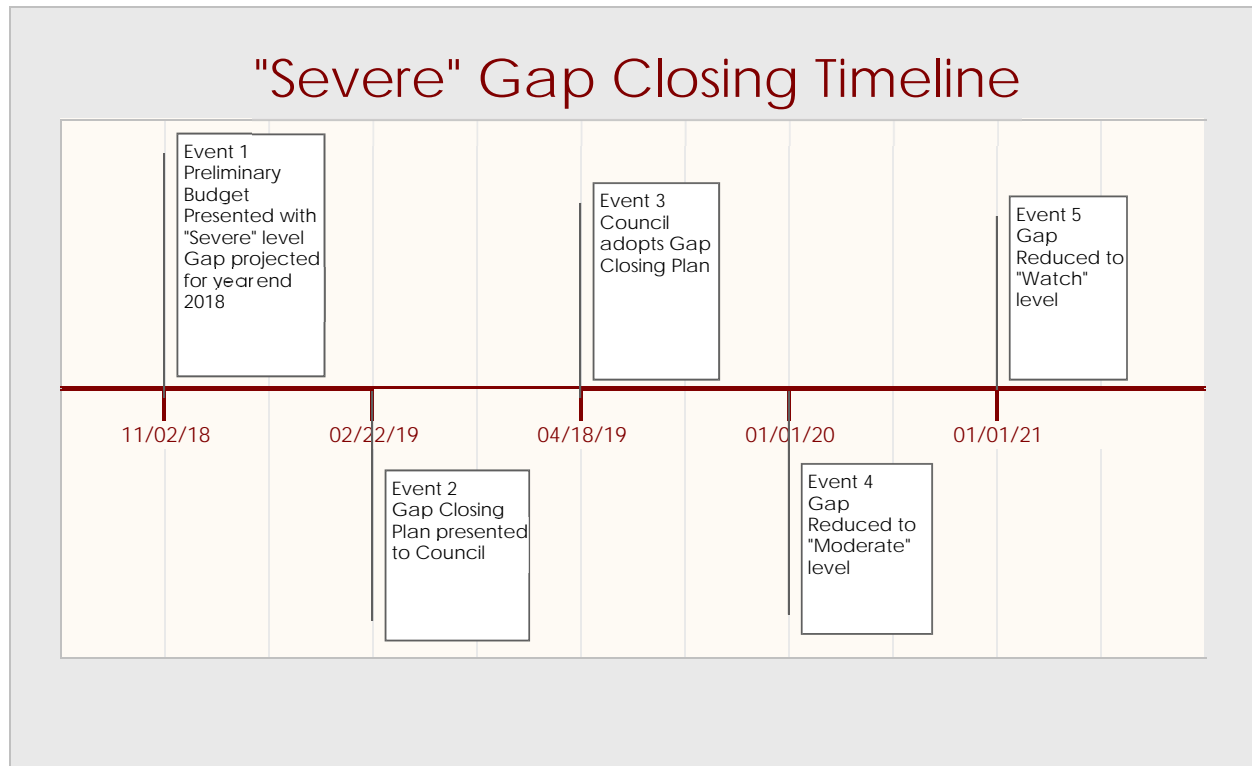 "Severe" Gap Closing Timeline
Event 1
Preliminary
Budget
Presented with
"Severe" level
Gap projected
for year end
2018
Event 3
Council
adopts Gap
Closing Plan
Event 5
Gap
Reduced to
"Watch"
level
11/02/18
02/22/19
04/18/19
01/01/20
01/01/21
Event 2
Gap Closing
Plan presented
to Council
Event 4
Gap
Reduced to
"Moderate"
level